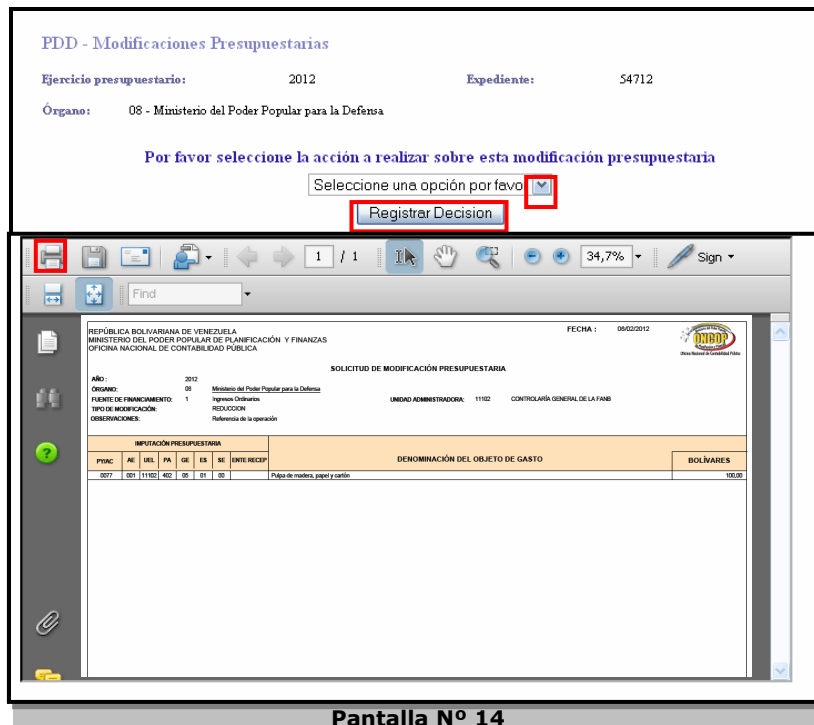 PDD - Modificaciones Presupuestarias
Ejercicio presupuestario: 2012 Expediente: 54712
Órgano: 08 - Ministerio del Poder Popular para la Defensa
Por favor seleccione la acción a realizar sobre esta modificación presupuestaria
Seleccione una opción por favo
Registrar Decision
1 / 1 34,7% Sign
Find
REPÚBLICA BOLIVARIANA DE VENEZUELA FECHA : 06/02/2012
MINISTERIO DEL PODER POPULAR DE PLANIFICACIÓN Y FINANZAS
OFICINA NACIONAL DE CONTABILIDAD PÚBLICA
ONCOP
Oficina Nacional de Contabilidad Pública
SOLICITUD DE MODIFICACIÓN PRESUPUESTARIA
AÑO : 2012
ÓRGANO: 08 Ministerio del Poder Popular para la Defensa
FUENTE DE FINANCIAMIENTO: 1 Ingresos Ordinarios UNIDAD ADMINISTRADORA: 11102 CONTROLARÍA GENERAL DE LA FANB
TIPO DE MODIFICACIÓN: REDUCCION
OBSERVACIONES: Referencia de la operación
IMPUTACIÓN PRESUPUESTARIA DENOMINACIÓN DEL OBJETO DE GASTO BOLÍVARES
PY/AC AE UEL PA GE ES SE ENTE RECEP
0077 001 11102 402 05 01 00 Pulpa de madera, papel y cartón 100,00
Pantalla Nº 14